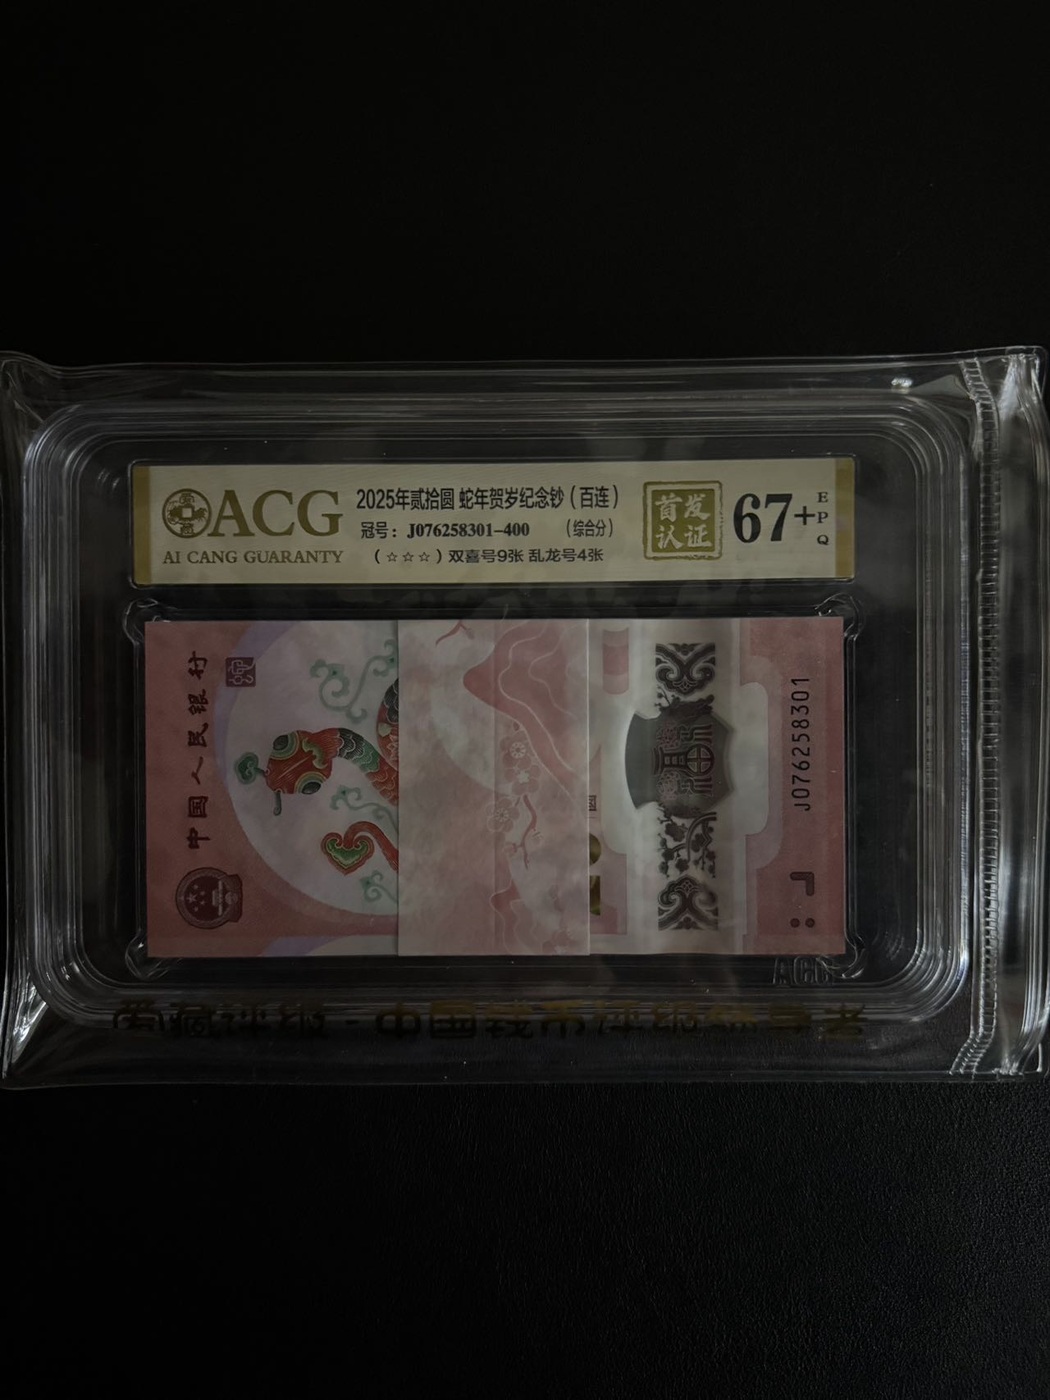 ACG
AI CANG GUARANTY
2025年贰拾圆 蛇年贺岁纪念钞（百连）
冠号：J076258301-400 （综合分）
（☆☆☆）双喜号9张 乱龙号4张
首发
认证
67+
EPQ
中国人民银行
J076258301
ACG